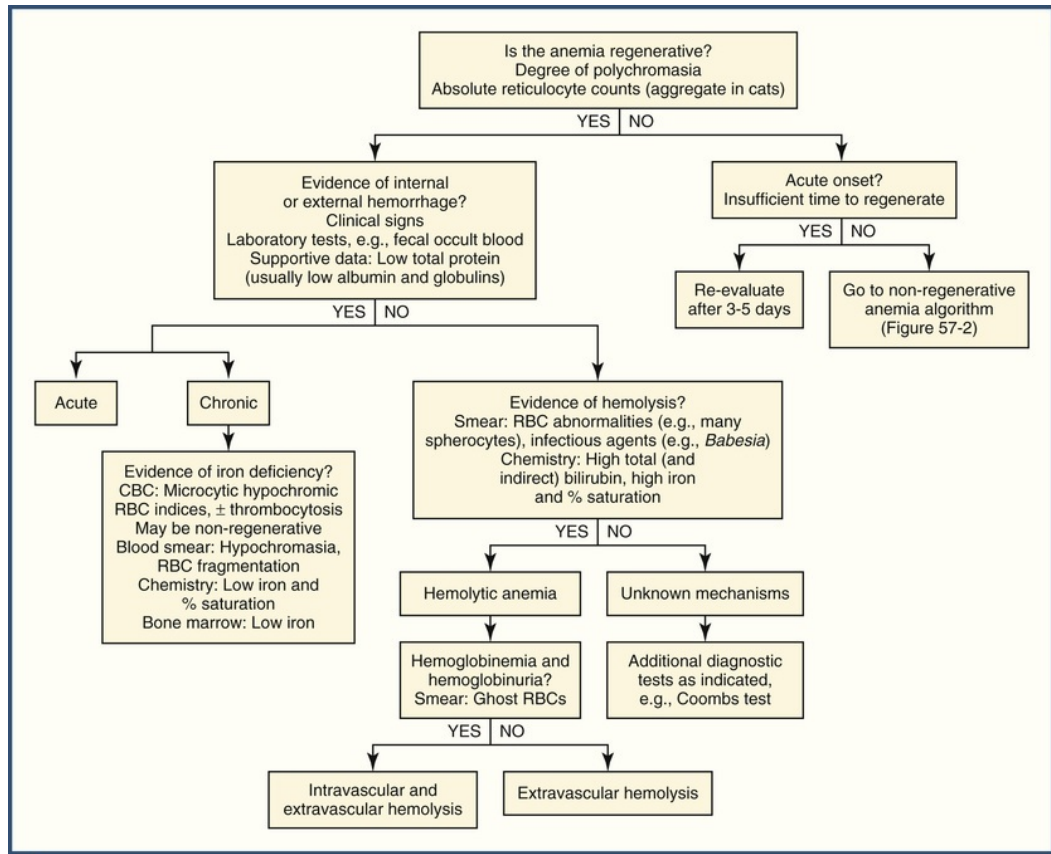 Is the anemia regenerative?
Degree of polychromasia
Absolute reticulocyte counts (aggregate in cats)
YES NO
Evidence of internal
or external hemorrhage?
Clinical signs
Laboratory tests, e.g., fecal occult blood
Supportive data: Low total protein
(usually low albumin and globulins)
Acute onset?
Insufficient time to regenerate
YES NO
Re-evaluate
after 3-5 days
Go to non-regenerative
anemia algorithm
(Figure 57-2)
YES NO
Acute
Chronic
Evidence of iron deficiency?
CBC: Microcytic hypochromic
RBC indices, ± thrombocytosis
May be non-regenerative
Blood smear: Hypochromasia,
RBC fragmentation
Chemistry: Low iron and
% saturation
Bone marrow: Low iron
Evidence of hemolysis?
Smear: RBC abnormalities (e.g., many
spherocytes), infectious agents (e.g., Babesia)
Chemistry: High total (and
indirect) bilirubin, high iron
and % saturation
YES NO
Hemolytic anemia
Unknown mechanisms
Hemoglobinemia and
hemoglobinuria?
Smear: Ghost RBCs
Additional diagnostic
tests as indicated,
e.g., Coombs test
YES NO
Intravascular and
extravascular hemolysis
Extravascular hemolysis